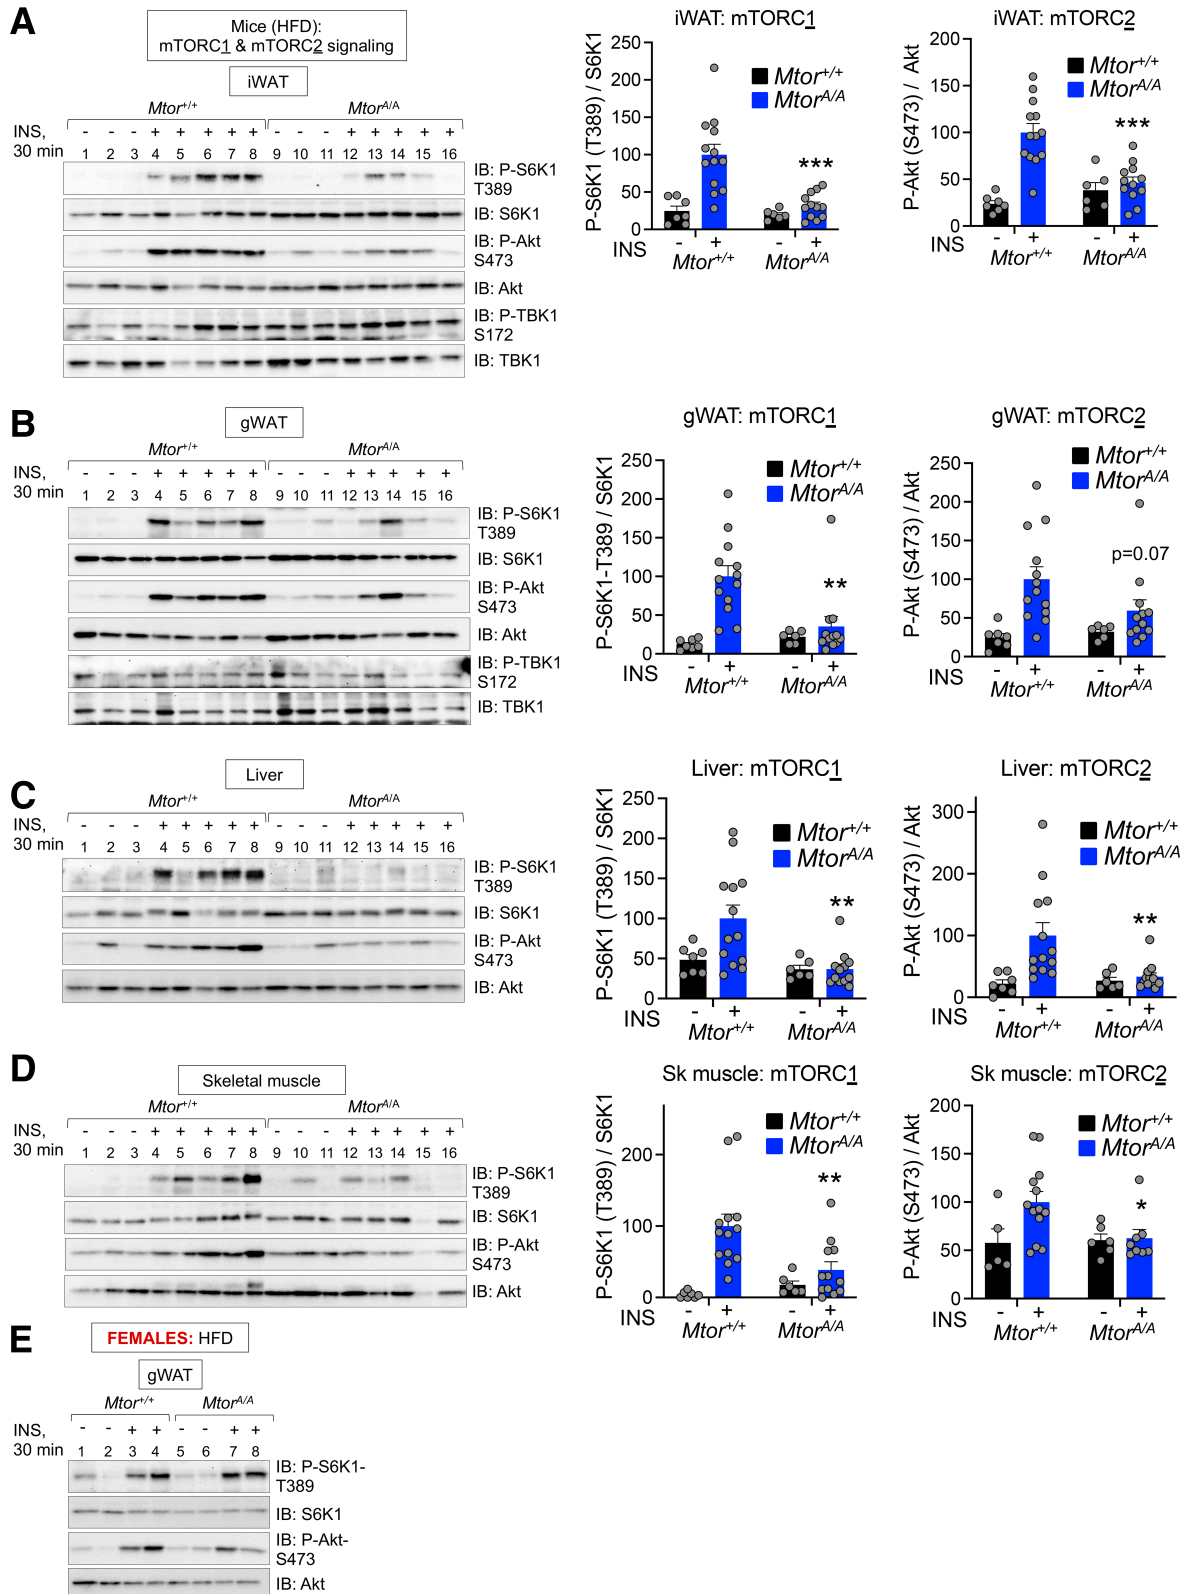 A
Mice (HFD):
mTORC1 & mTORC2 signaling
iWAT
Mtor+/+ MtorA/A
INS, - - - + + + + + - - - + + + + +
30 min 1 2 3 4 5 6 7 8 9 10 11 12 13 14 15 16
IB: P-S6K1
T389
IB: S6K1
IB: P-Akt
S473
IB: Akt
IB: P-TBK1
S172
IB: TBK1
iWAT: mTORC1
P-S6K1 (T389) / S6K1
250
200
150
100
50
0
Mtor+/+
MtorA/A
***
INS - + - +
Mtor+/+ MtorA/A
iWAT: mTORC2
P-Akt (S473) / Akt
200
150
100
50
0
Mtor+/+
MtorA/A
***
- + - +
Mtor+/+ MtorA/A
B
gWAT
Mtor+/+ MtorA/A
INS, - - - + + + + + - - - + + + + +
30 min 1 2 3 4 5 6 7 8 9 10 11 12 13 14 15 16
IB: P-S6K1
T389
IB: S6K1
IB: P-Akt
S473
IB: Akt
IB: P-TBK1
S172
IB: TBK1
gWAT: mTORC1
P-S6K1-T389 / S6K1
250
200
150
100
50
0
Mtor+/+
MtorA/A
**
INS - + - +
Mtor+/+ MtorA/A
gWAT: mTORC2
P-Akt (S473) / Akt
250
200
150
100
50
0
Mtor+/+
MtorA/A
p=0.07
INS - + - +
Mtor+/+ MtorA/A
C
Liver
Mtor+/+ MtorA/A
INS, - - - + + + + + - - - + + + + +
30 min 1 2 3 4 5 6 7 8 9 10 11 12 13 14 15 16
IB: P-S6K1
T389
IB: S6K1
IB: P-Akt
S473
IB: Akt
Liver: mTORC1
P-S6K1 (T389) / S6K1
250
200
150
100
50
0
Mtor+/+
MtorA/A
**
INS - + - +
Mtor+/+ MtorA/A
Liver: mTORC2
P-Akt (S473) / Akt
300
200
100
0
Mtor+/+
MtorA/A
**
INS - + - +
Mtor+/+ MtorA/A
D
Skeletal muscle
Mtor+/+ MtorA/A
INS, - - - + + + + + - - - + + + + +
30 min 1 2 3 4 5 6 7 8 9 10 11 12 13 14 15 16
IB: P-S6K1
T389
IB: S6K1
IB: P-Akt
S473
IB: Akt
Sk muscle: mTORC1
P-S6K1 (T389) / S6K1
200
100
0
Mtor+/+
MtorA/A
**
INS - + - +
Mtor+/+ MtorA/A
Sk muscle: mTORC2
P-Akt (S473) / Akt
200
150
100
50
0
Mtor+/+
MtorA/A
*
INS - + - +
Mtor+/+ MtorA/A
E
FEMALES: HFD
gWAT
Mtor+/+ MtorA/A
INS, - - + + - - + +
30 min 1 2 3 4 5 6 7 8
IB: P-S6K1-
T389
IB: S6K1
IB: P-Akt-
S473
IB: Akt